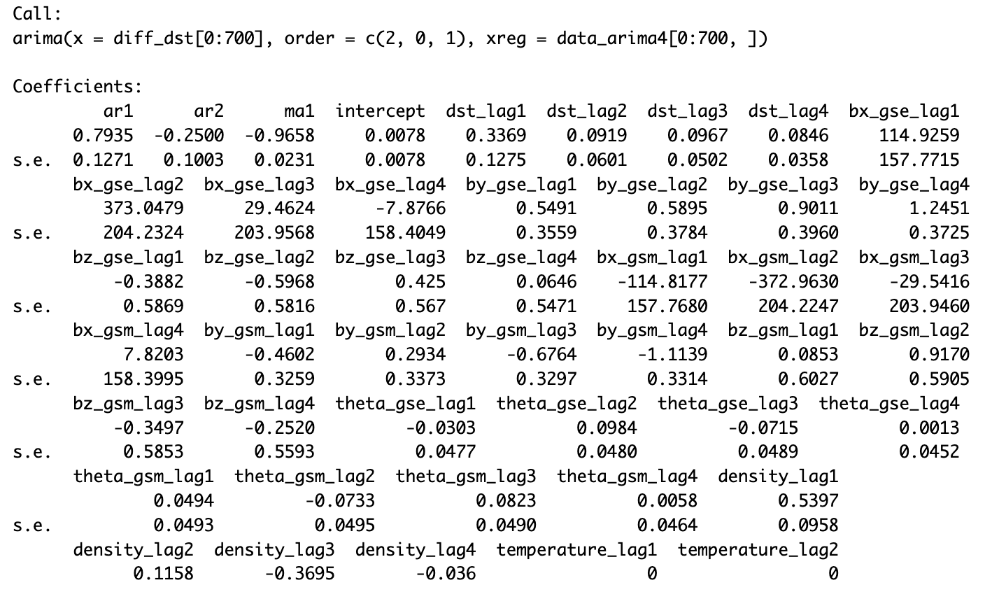 Call:
arima(x = diff_dst[0:700], order = c(2, 0, 1), xreg = data_arima4[0:700, ])
Coefficients:
ar1 ar2 ma1 intercept dst_lag1 dst_lag2 dst_lag3 dst_lag4 bx_gse_lag1
0.7935 -0.2500 -0.9658 0.0078 0.3369 0.0919 0.0967 0.0846 114.9259
s.e. 0.1271 0.1003 0.0231 0.0078 0.1275 0.0601 0.0502 0.0358 157.7715
bx_gse_lag2 bx_gse_lag3 bx_gse_lag4 by_gse_lag1 by_gse_lag2 by_gse_lag3 by_gse_lag4
373.0479 29.4624 -7.8766 0.5491 0.5895 0.9011 1.2451
s.e. 204.2324 203.9568 158.4049 0.3559 0.3784 0.3960 0.3725
bz_gse_lag1 bz_gse_lag2 bz_gse_lag3 bz_gse_lag4 bx_gsm_lag1 bx_gsm_lag2 bx_gsm_lag3
-0.3882 -0.5968 0.425 0.0646 -114.8177 -372.9630 -29.5416
s.e. 0.5869 0.5816 0.567 0.5471 157.7680 204.2247 203.9460
bx_gsm_lag4 by_gsm_lag1 by_gsm_lag2 by_gsm_lag3 by_gsm_lag4 bz_gsm_lag1 bz_gsm_lag2
7.8203 -0.4602 0.2934 -0.6764 -1.1139 0.0853 0.9170
s.e. 158.3995 0.3259 0.3373 0.3297 0.3314 0.6027 0.5905
bz_gsm_lag3 bz_gsm_lag4 theta_gse_lag1 theta_gse_lag2 theta_gse_lag3 theta_gse_lag4
-0.3497 -0.2520 -0.0303 0.0984 -0.0715 0.0013
s.e. 0.5853 0.5593 0.0477 0.0480 0.0489 0.0452
theta_gsm_lag1 theta_gsm_lag2 theta_gsm_lag3 theta_gsm_lag4 density_lag1
0.0494 -0.0733 0.0823 0.0058 0.5397
s.e. 0.0493 0.0495 0.0490 0.0464 0.0958
density_lag2 density_lag3 density_lag4 temperature_lag1 temperature_lag2
0.1158 -0.3695 -0.036 0 0